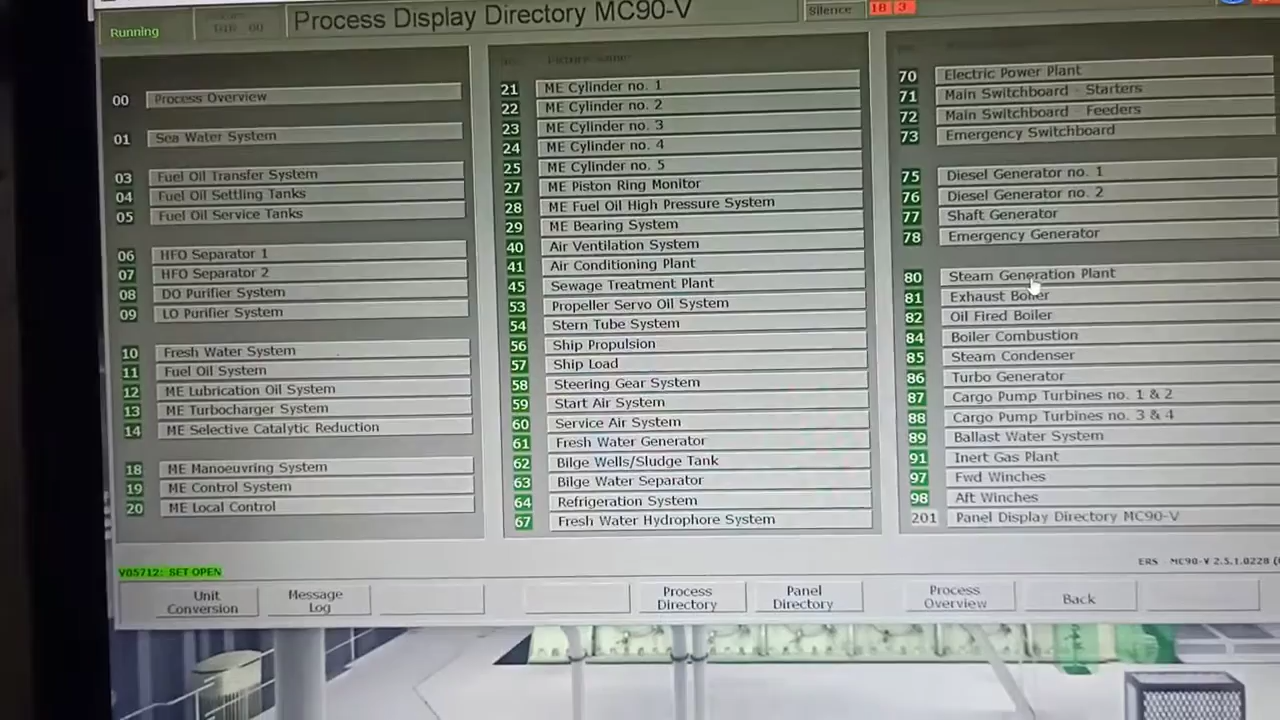 Running
Process Display Directory MC90-V
Silence
18 3
00 Process Overview
01 Sea Water System
03 Fuel Oil Transfer System
04 Fuel Oil Settling Tanks
05 Fuel Oil Service Tanks
06 HFO Separator 1
07 HFO Separator 2
08 DO Purifier System
09 LO Purifier System
10 Fresh Water System
11 Fuel Oil System
12 ME Lubrication Oil System
13 ME Turbocharger System
14 ME Selective Catalytic Reduction
18 ME Manoeuvring System
19 ME Control System
20 ME Local Control
Picture name
21 ME Cylinder no. 1
22 ME Cylinder no. 2
23 ME Cylinder no. 3
24 ME Cylinder no. 4
25 ME Cylinder no. 5
27 ME Piston Ring Monitor
28 ME Fuel Oil High Pressure System
29 ME Bearing System
40 Air Ventilation System
41 Air Conditioning Plant
45 Sewage Treatment Plant
53 Propeller Servo Oil System
54 Stern Tube System
56 Ship Propulsion
57 Ship Load
58 Steering Gear System
59 Start Air System
60 Service Air System
61 Fresh Water Generator
62 Bilge Wells/Sludge Tank
63 Bilge Water Separator
64 Refrigeration System
67 Fresh Water Hydrophore System
70 Electric Power Plant
71 Main Switchboard - Starters
72 Main Switchboard - Feeders
73 Emergency Switchboard
75 Diesel Generator no. 1
76 Diesel Generator no. 2
77 Shaft Generator
78 Emergency Generator
80 Steam Generation Plant
81 Exhaust Boiler
82 Oil Fired Boiler
84 Boiler Combustion
85 Steam Condenser
86 Turbo Generator
87 Cargo Pump Turbines no. 1 & 2
88 Cargo Pump Turbines no. 3 & 4
89 Ballast Water System
91 Inert Gas Plant
97 Fwd Winches
98 Aft Winches
201 Panel Display Directory MC90-V
V05712: SET OPEN
ERS MC90-V 2.5.1.0228
Unit Conversion
Message Log
Process Directory
Panel Directory
Process Overview
Back